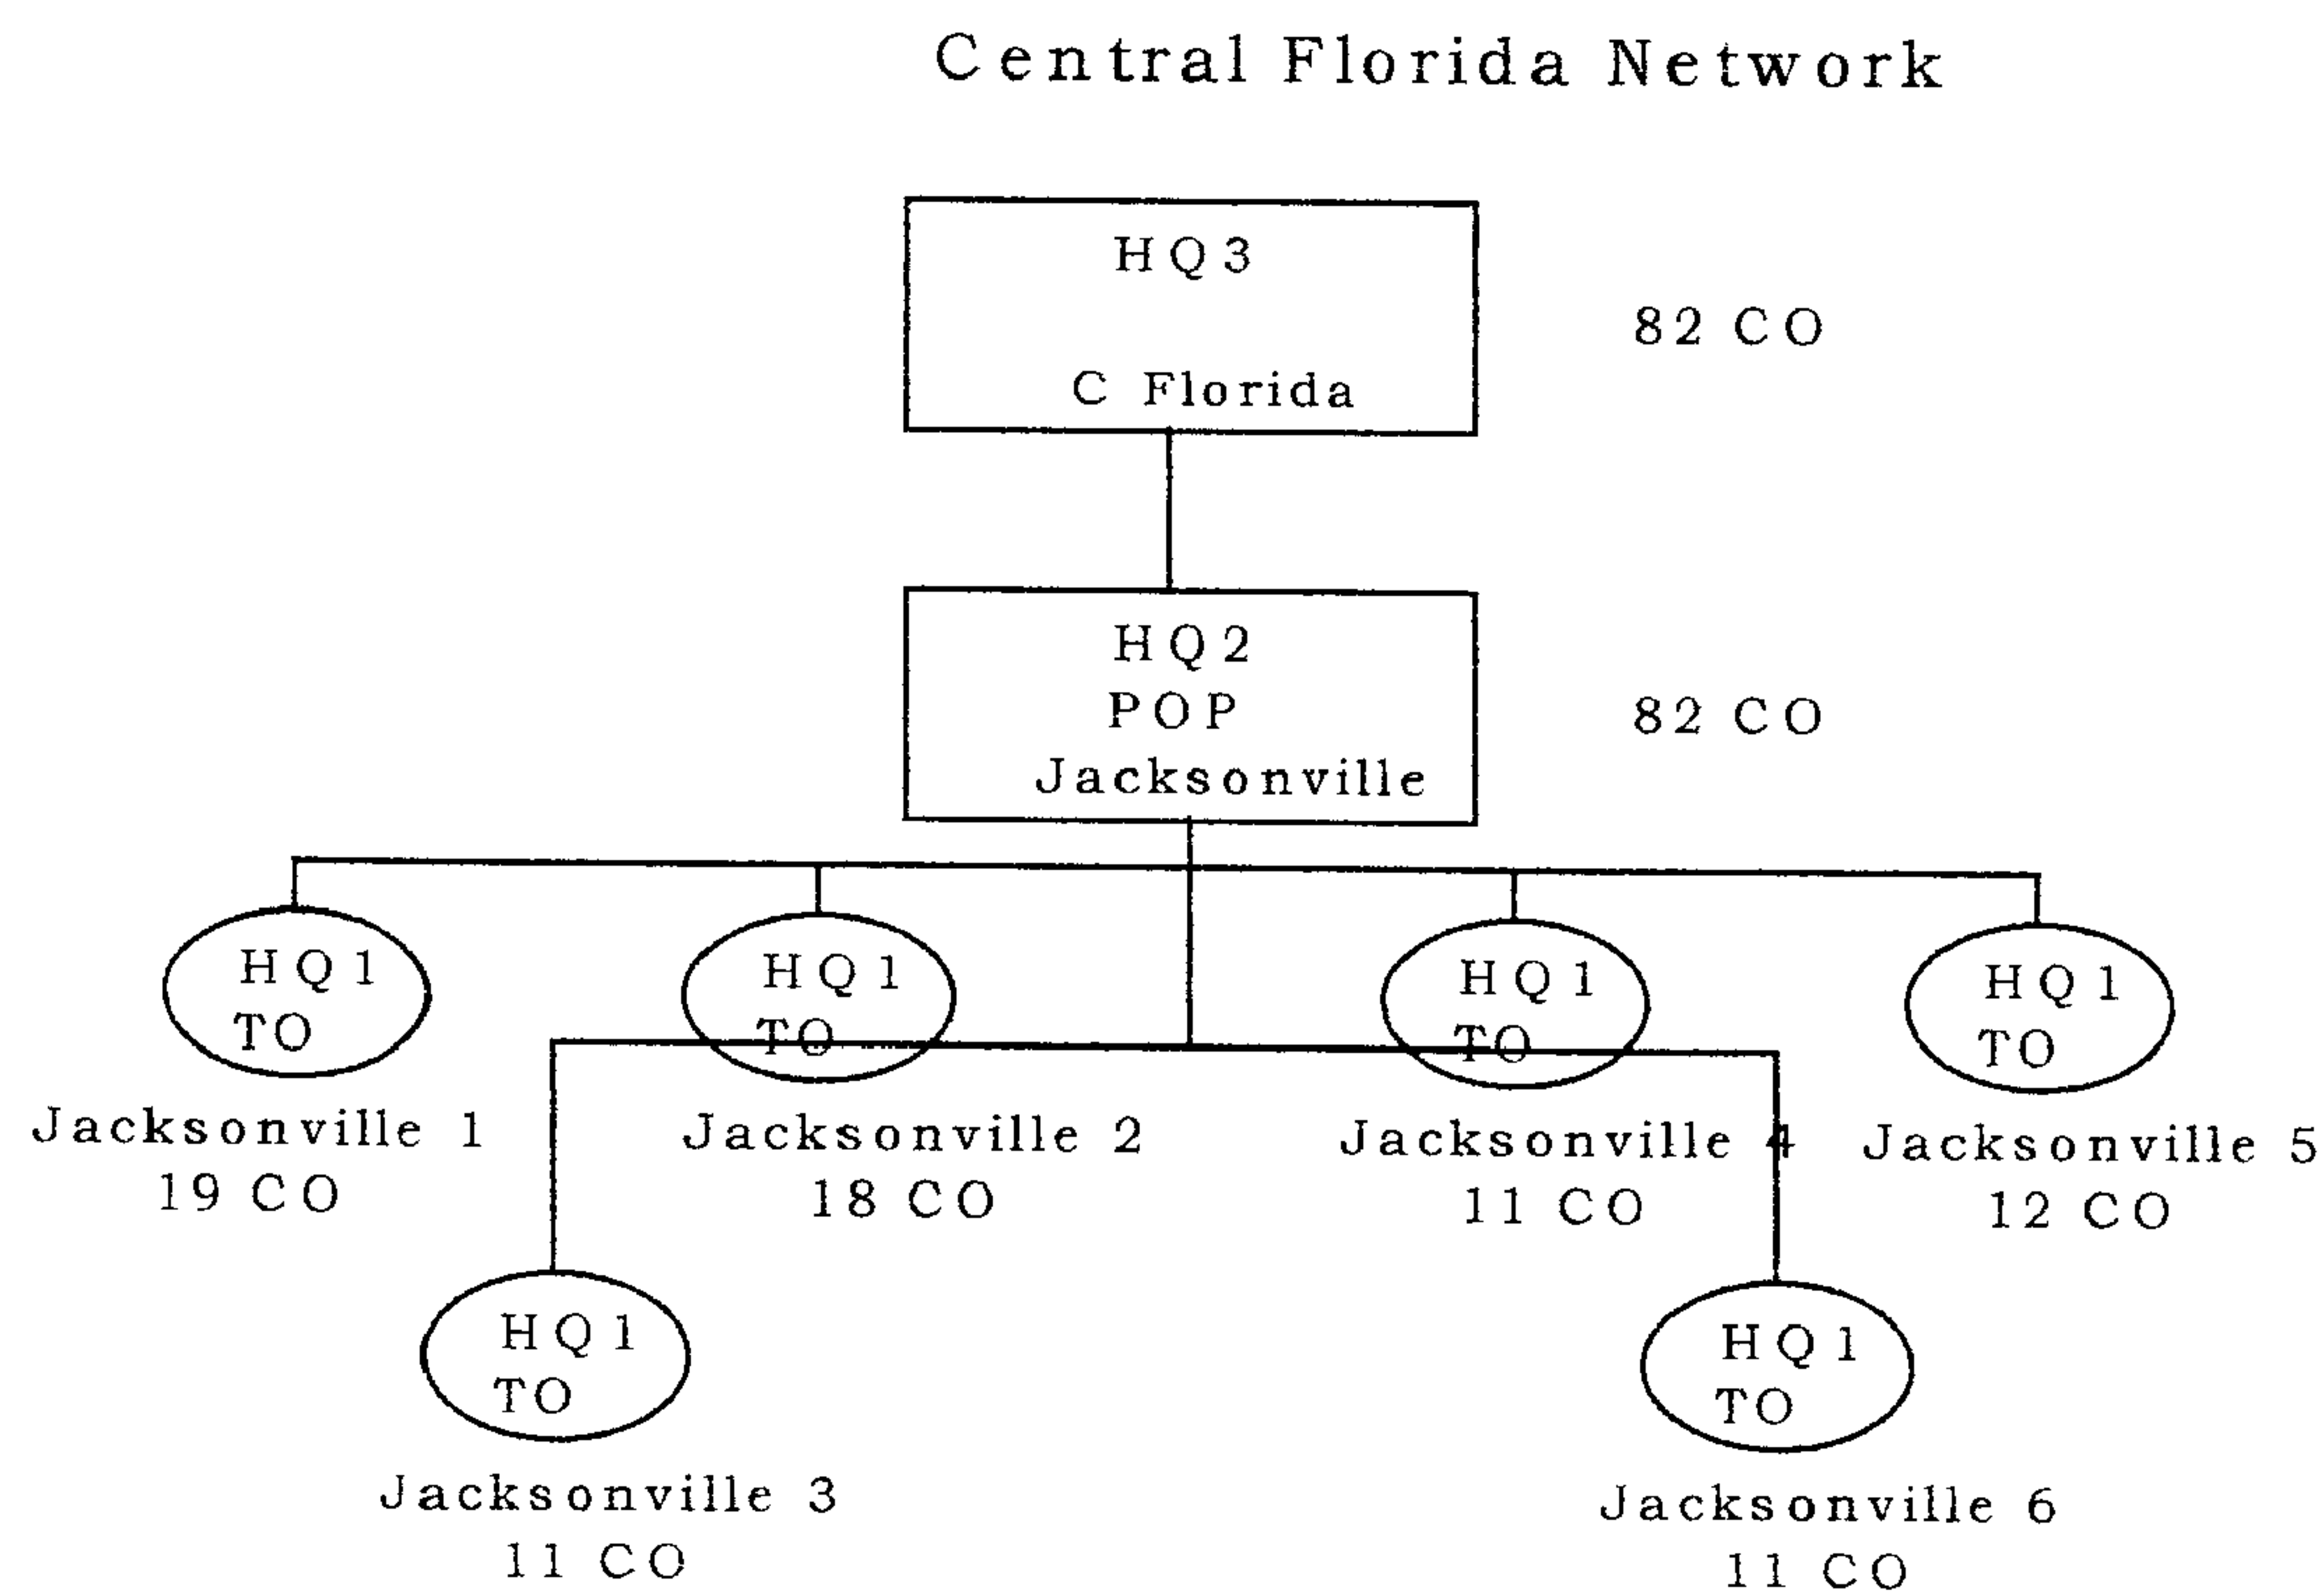 Central Florida Network
HQ3
C Florida
82 CO
HQ2
POP
Jacksonville
82 CO
HQ1
TO
Jacksonville 1
19 CO
HQ1
TO
Jacksonville 2
18 CO
HQ1
TO
Jacksonville 4
11 CO
HQ1
TO
Jacksonville 5
12 CO
HQ1
TO
Jacksonville 3
11 CO
HQ1
TO
Jacksonville 6
11 CO